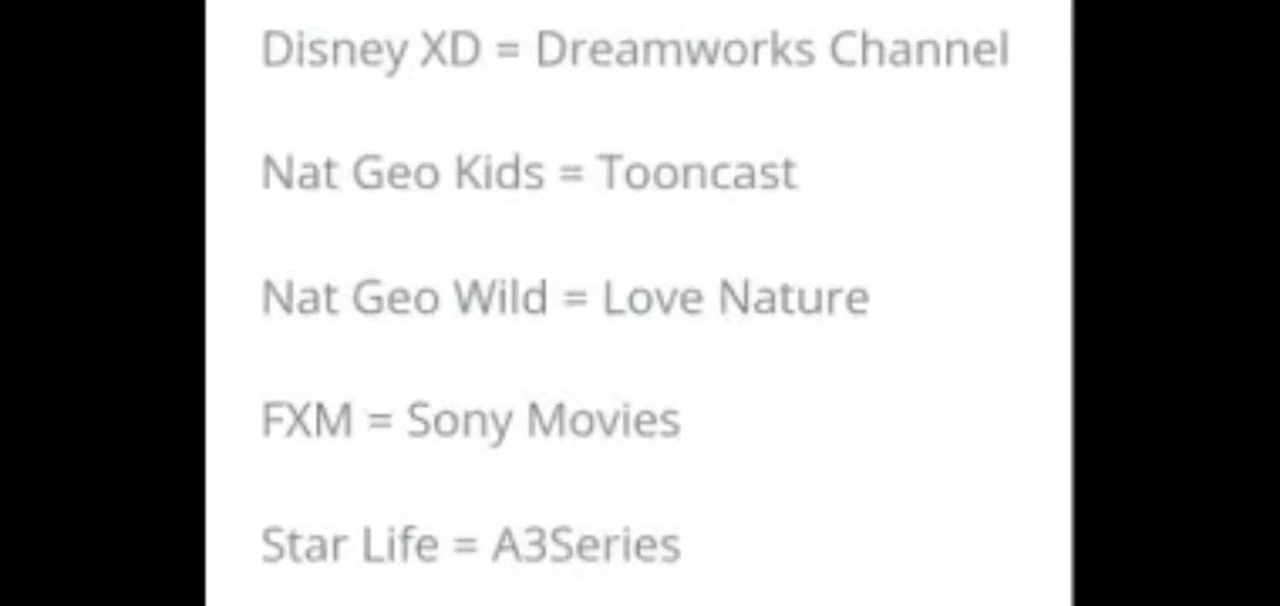 Disney XD = Dreamworks Channel
Nat Geo Kids = Tooncast
Nat Geo Wild = Love Nature
FXM = Sony Movies
Star Life = A3Series